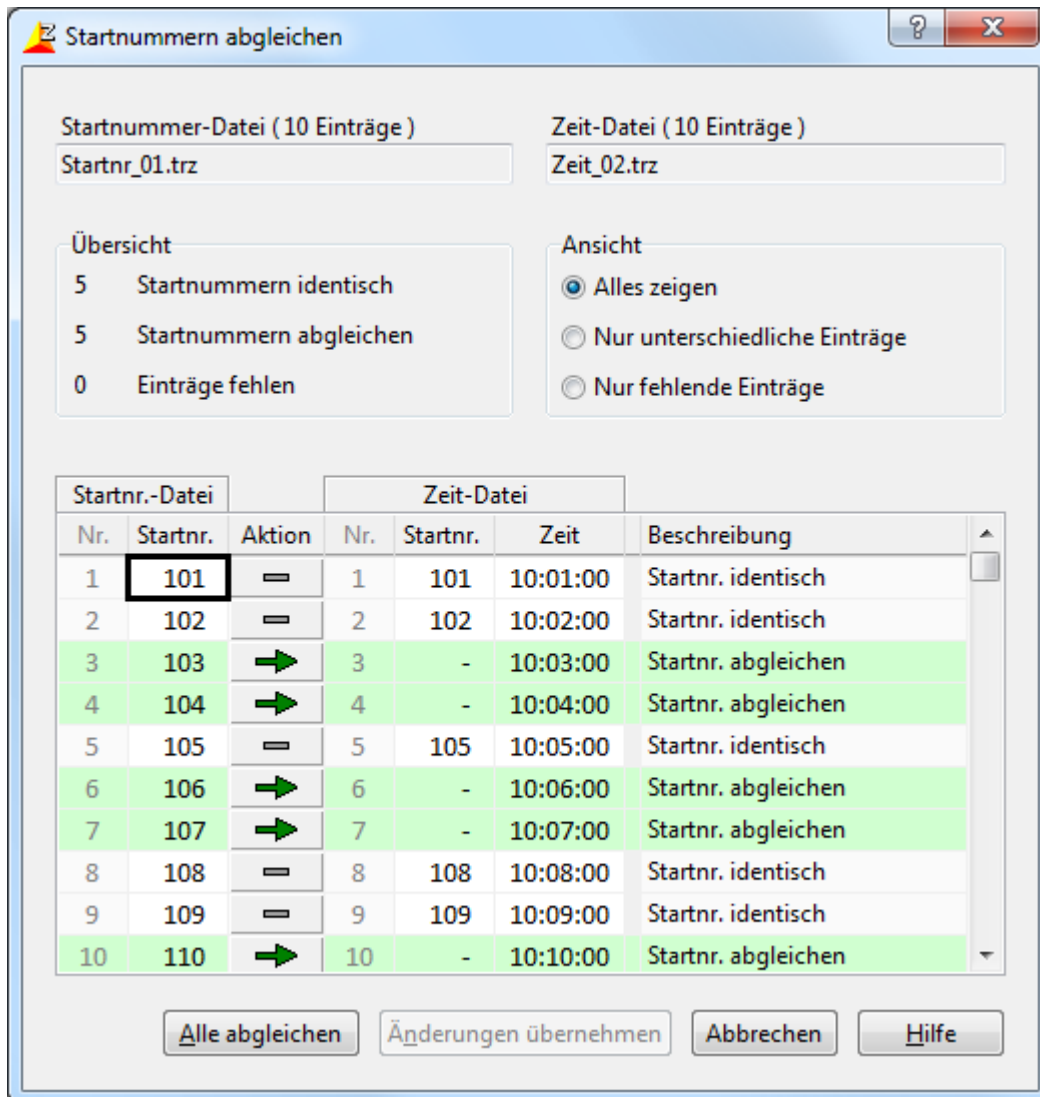 Startnummern abgleichen
Startnummer-Datei ( 10 Einträge ) Zeit-Datei ( 10 Einträge )
Startnr_01.trz Zeit_02.trz
Übersicht Ansicht
5 Startnummern identisch Alles zeigen
5 Startnummern abgleichen Nur unterschiedliche Einträge
0 Einträge fehlen Nur fehlende Einträge
Startnr.-Datei Zeit-Datei
Nr. Startnr. Aktion Nr. Startnr. Zeit Beschreibung
1 101 1 101 10:01:00 Startnr. identisch
2 102 2 102 10:02:00 Startnr. identisch
3 103 3 - 10:03:00 Startnr. abgleichen
4 104 4 - 10:04:00 Startnr. abgleichen
5 105 5 105 10:05:00 Startnr. identisch
6 106 6 - 10:06:00 Startnr. abgleichen
7 107 7 - 10:07:00 Startnr. abgleichen
8 108 8 108 10:08:00 Startnr. identisch
9 109 9 109 10:09:00 Startnr. identisch
10 110 10 - 10:10:00 Startnr. abgleichen
Alle abgleichen Änderungen übernehmen Abbrechen Hilfe